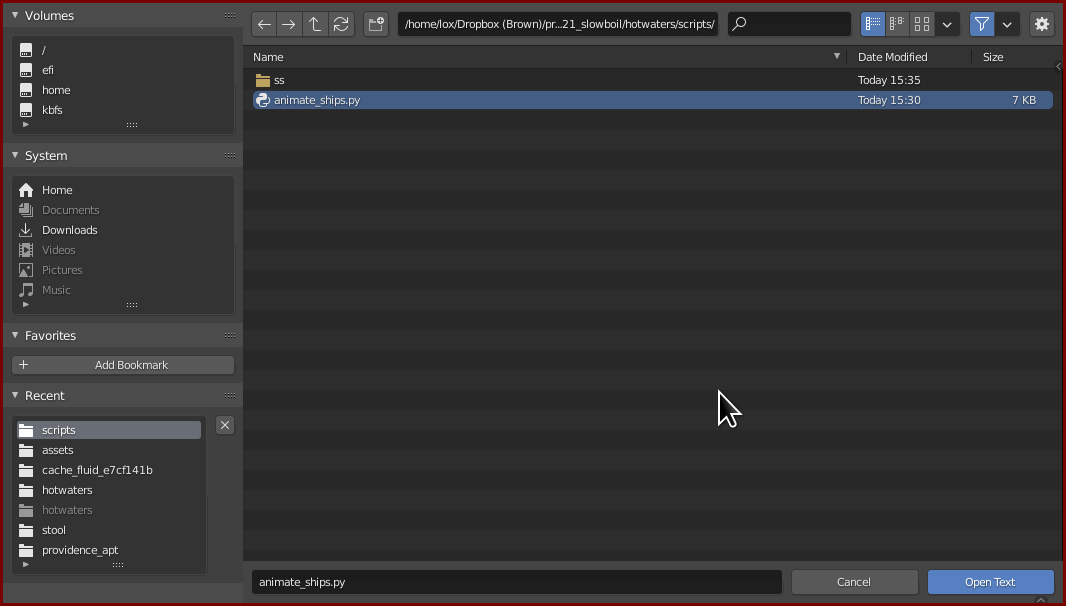 Volumes
/
efi
home
kbfs
System
Home
Documents
Downloads
Videos
Pictures
Music
Favorites
Add Bookmark
Recent
scripts
assets
cache_fluid_e7cf141b
hotwaters
hotwaters
stool
providence_apt
/home/lox/Dropbox (Brown)/pr...21_slowboil/hotwaters/scripts/
Name Date Modified Size
ss Today 15:35
animate_ships.py Today 15:30 7 KB
animate_ships.py Cancel Open Text